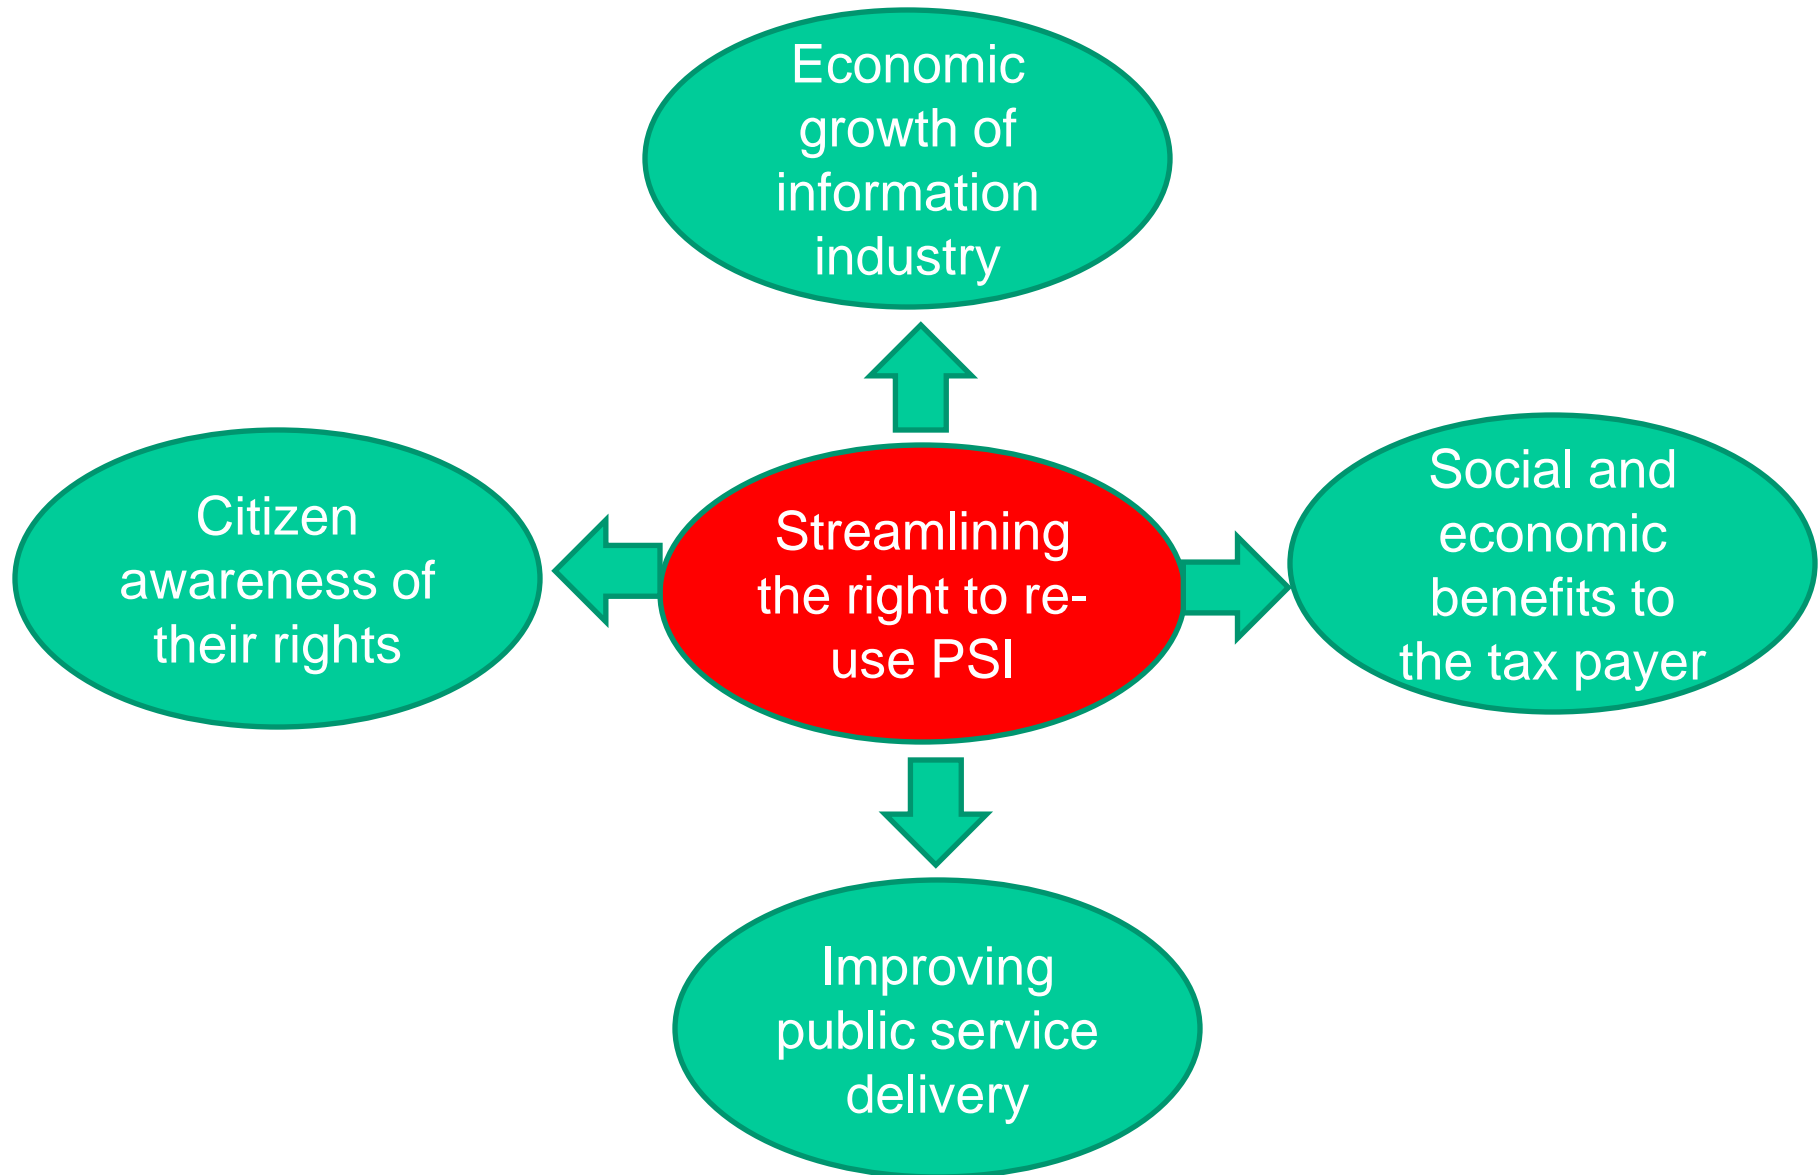 Economic
growth of
information
industry
Citizen
awareness of
their rights
Streamlining
the right to re-
use PSI
Social and
economic
benefits to
the tax payer
Improving
public service
delivery